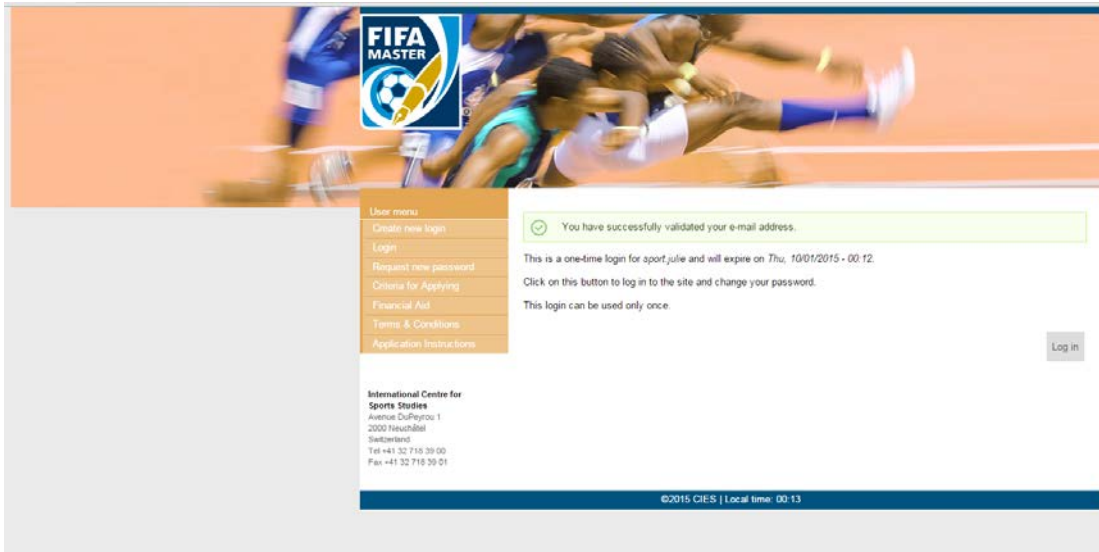 FIFA
MASTER
User menu
Create new login
Login
Request new password
Criteria for Applying
Financial Aid
Terms & Conditions
Application Instructions
You have successfully validated your e-mail address.
This is a one-time login for sport.julie and will expire on Thu, 10/01/2015 - 00:12.
Click on this button to log in to the site and change your password.
This login can be used only once.
Log in
International Centre for
Sports Studies
Avenue DuPeyrou 1
2000 Neuchâtel
Switzerland
Tel +41 32 718 39 00
Fax +41 32 718 39 01
©2015 CIES | Local time: 00:13